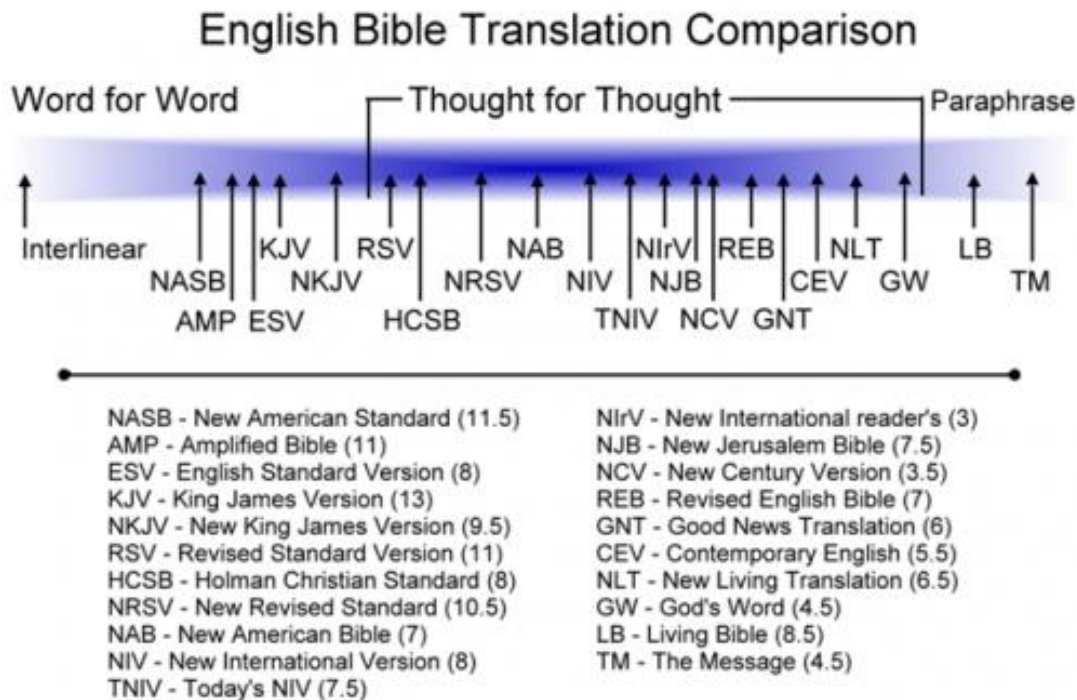 English Bible Translation Comparison
Word for Word
Thought for Thought
Paraphrase
Interlinear
KJV
RSV
NAB
NIrV
REB
NLT
LB
NASB
NKJV
NRSV
NIV
NJB
CEV
GW
TM
AMP
ESV
HCSB
TNIV
NCV
GNT
NASB - New American Standard (11.5)
AMP - Amplified Bible (11)
ESV - English Standard Version (8)
KJV - King James Version (13)
NKJV - New King James Version (9.5)
RSV - Revised Standard Version (11)
HCSB - Holman Christian Standard (8)
NRSV - New Revised Standard (10.5)
NAB - New American Bible (7)
NIV - New International Version (8)
TNIV - Today's NIV (7.5)
NIrV - New International reader's (3)
NJB - New Jerusalem Bible (7.5)
NCV - New Century Version (3.5)
REB - Revised English Bible (7)
GNT - Good News Translation (6)
CEV - Contemporary English (5.5)
NLT - New Living Translation (6.5)
GW - God's Word (4.5)
LB - Living Bible (8.5)
TM - The Message (4.5)